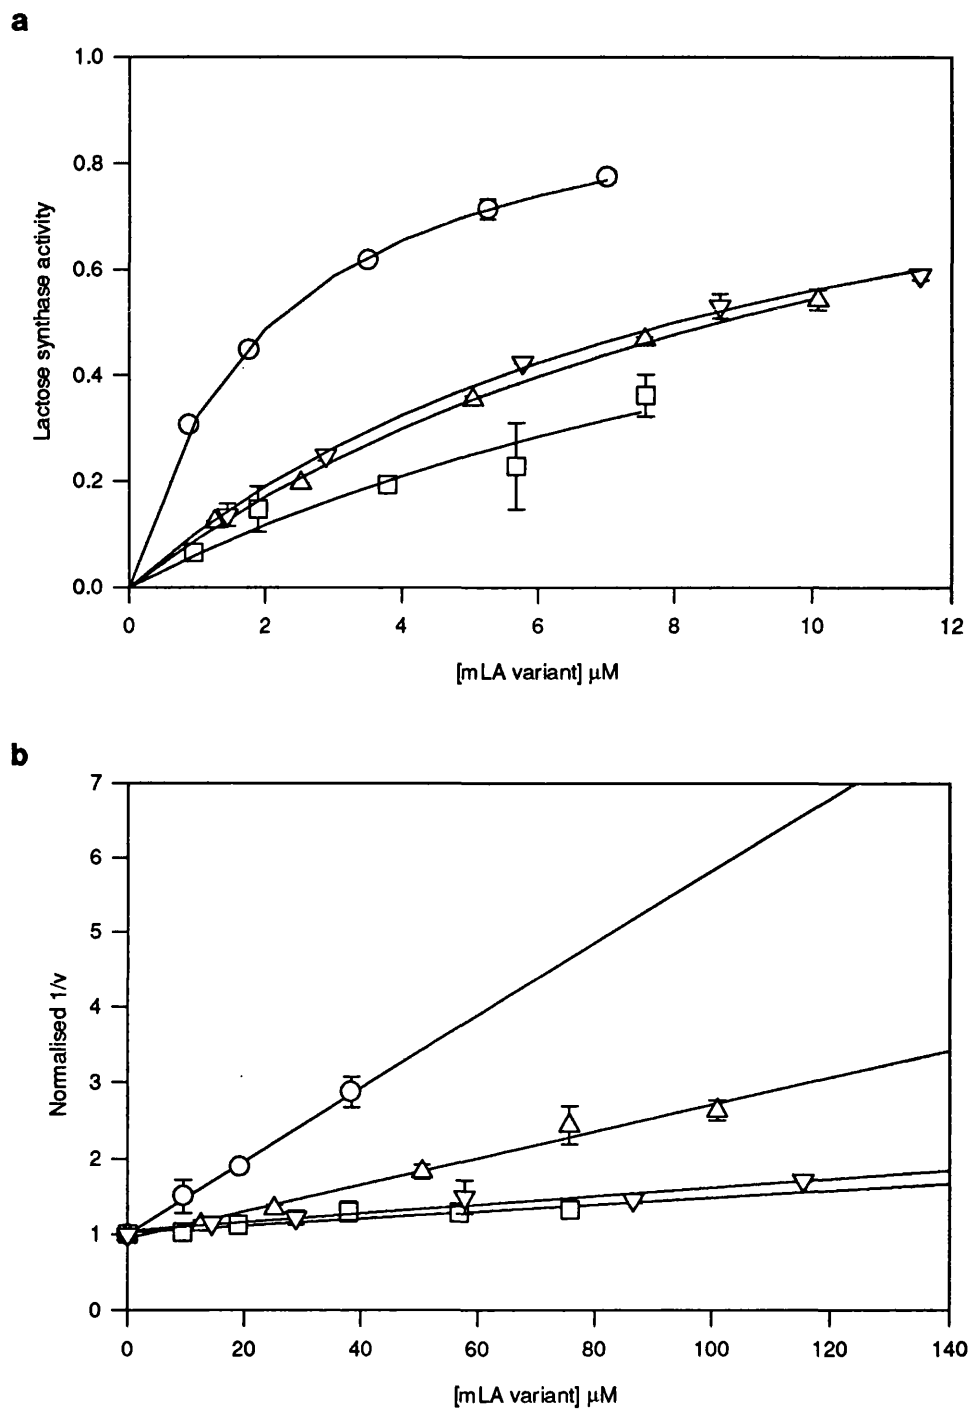 a
1.0
0.8
0.6
0.4
0.2
0.0
Lactose synthase activity
0 2 4 6 8 10 12
[mLA variant] μM
b
7
6
5
4
3
2
1
0
Normalised 1/v
0 20 40 60 80 100 120 140
[mLA variant] μM